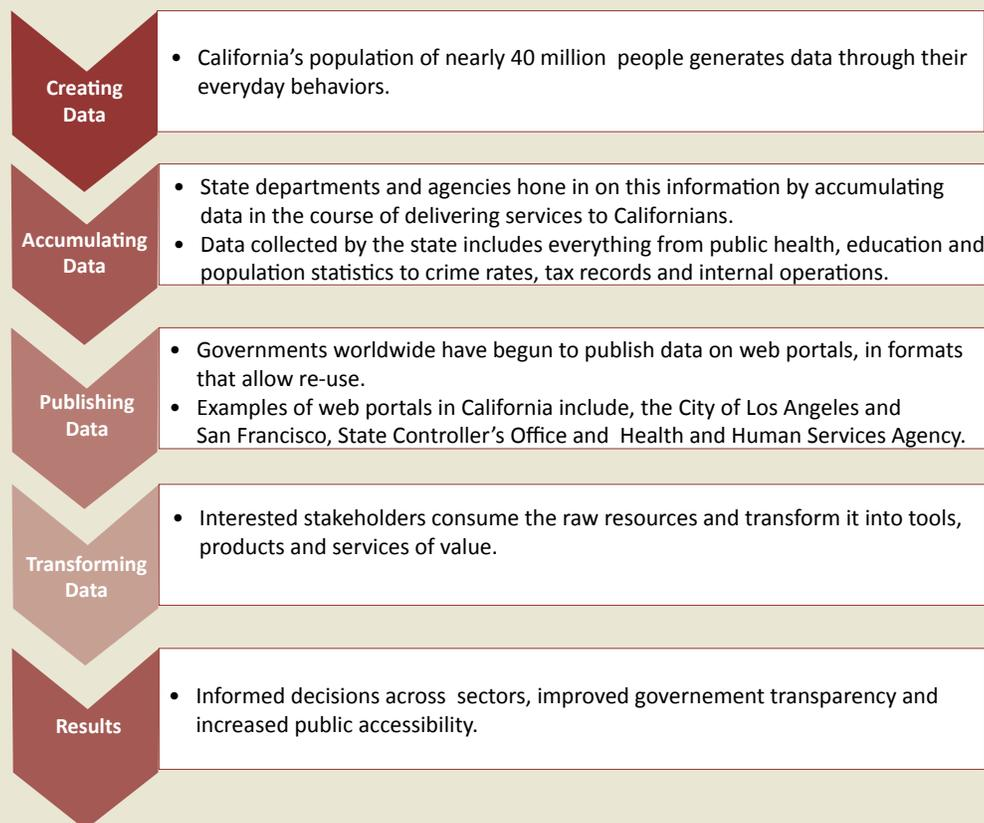 Creating
Data
• California’s population of nearly 40 million  people generates data through their
everyday behaviors.
Accumulating
Data
• State departments and agencies hone in on this information by accumulating
data in the course of delivering services to Californians.
• Data collected by the state includes everything from public health, education and
population statistics to crime rates, tax records and internal operations.
Publishing
Data
• Governments worldwide have begun to publish data on web portals, in formats
that allow re-use.
• Examples of web portals in California include, the City of Los Angeles and
San Francisco, State Controller’s Office and  Health and Human Services Agency.
Transforming
Data
• Interested stakeholders consume the raw resources and transform it into tools,
products and services of value.
Results
• Informed decisions across  sectors, improved governement transparency and
increased public accessibility.